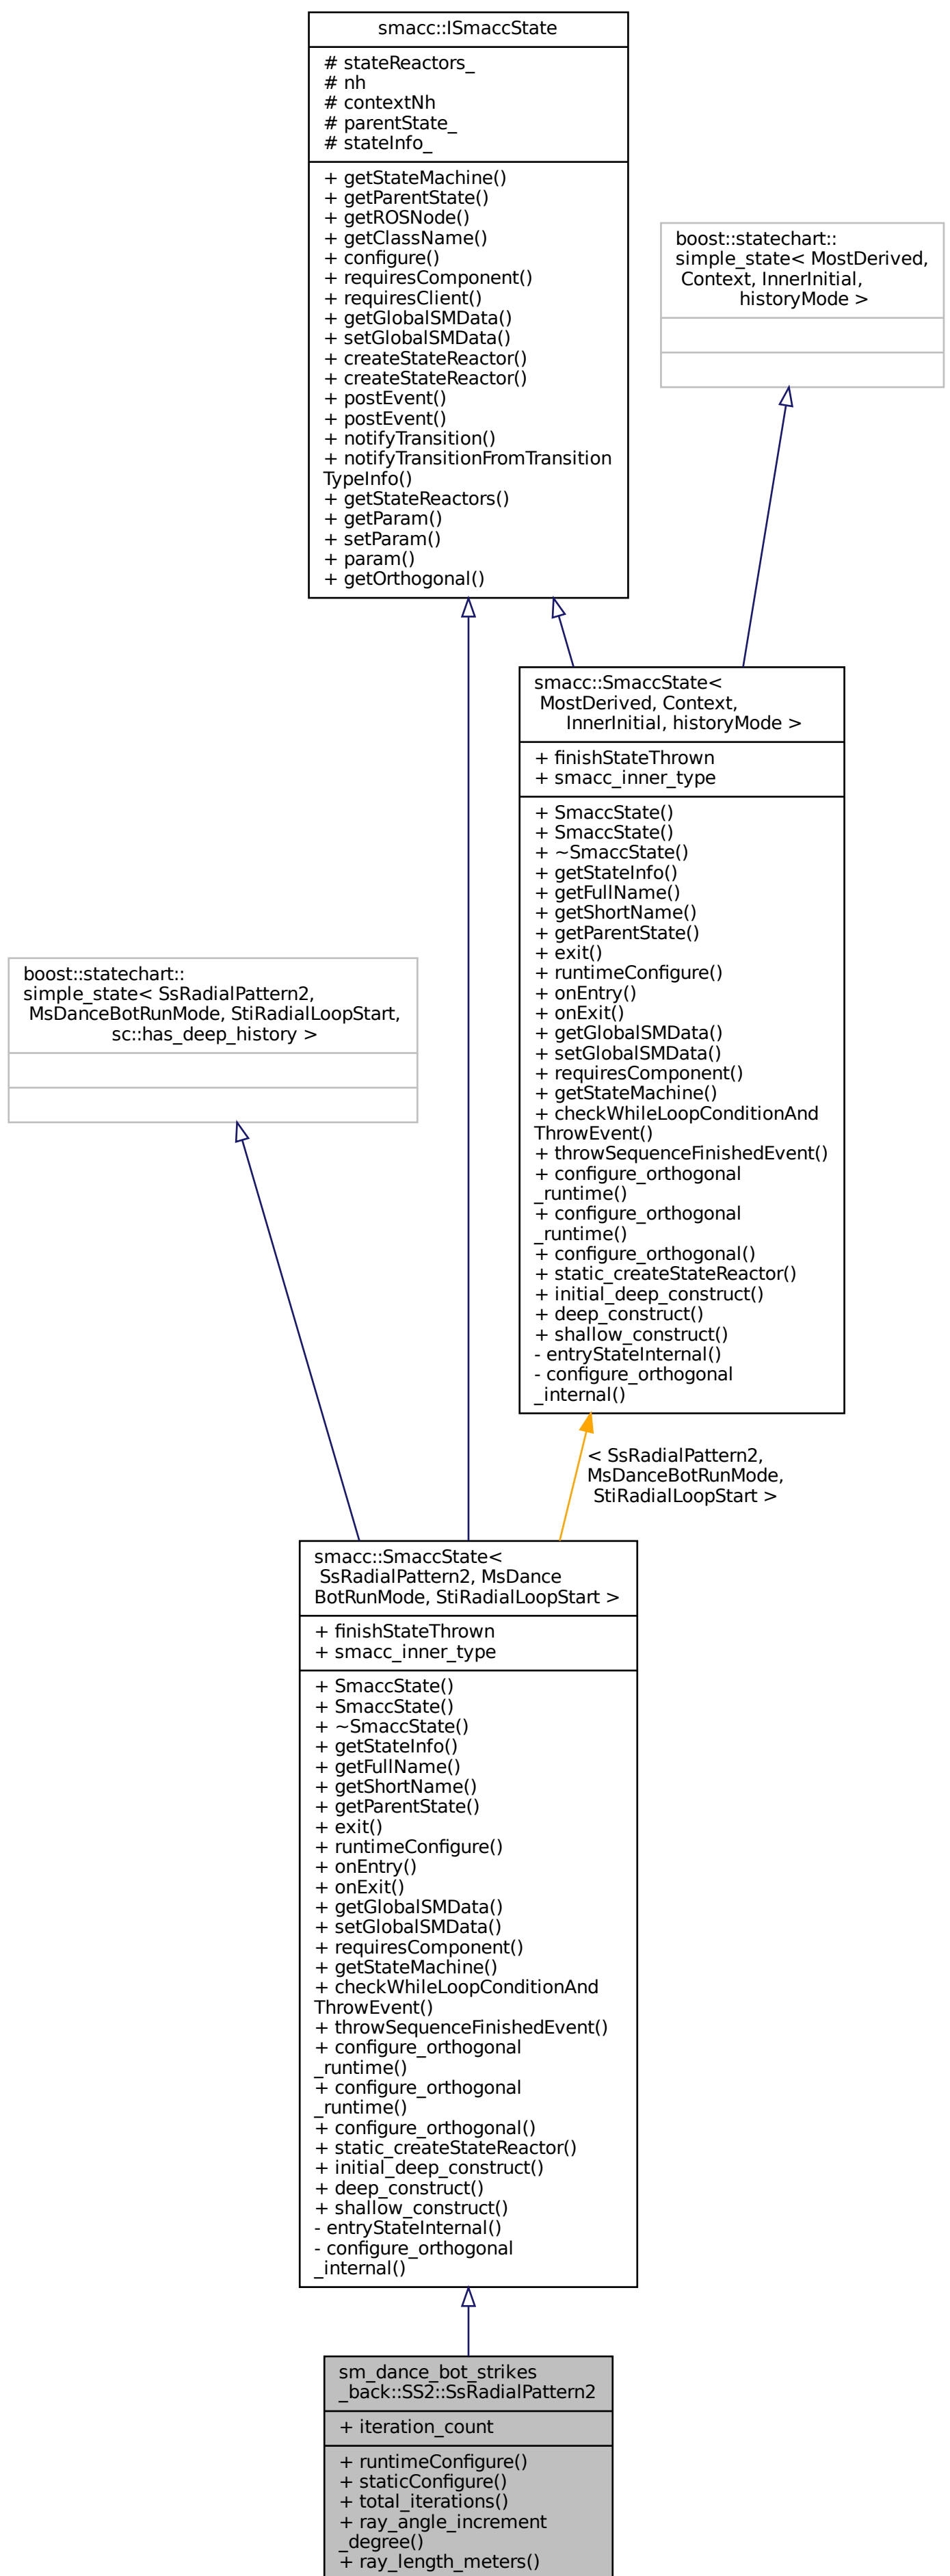 smacc::ISmaccState
# stateReactors_
# nh
# contextNh
# parentState_
# stateInfo_
+ getStateMachine()
+ getParentState()
+ getROSNode()
+ getClassName()
+ configure()
+ requiresComponent()
+ requiresClient()
+ getGlobalSMData()
+ setGlobalSMData()
+ createStateReactor()
+ createStateReactor()
+ postEvent()
+ postEvent()
+ notifyTransition()
+ notifyTransitionFromTransition
TypeInfo()
+ getStateReactors()
+ getParam()
+ setParam()
+ param()
+ getOrthogonal()
boost::statechart::
simple_state< MostDerived,
Context, InnerInitial,
historyMode >
smacc::SmaccState<
MostDerived, Context,
InnerInitial, historyMode >
+ finishStateThrown
+ smacc_inner_type
+ SmaccState()
+ SmaccState()
+ ~SmaccState()
+ getStateInfo()
+ getFullName()
+ getShortName()
+ getParentState()
+ exit()
+ runtimeConfigure()
+ onEntry()
+ onExit()
+ getGlobalSMData()
+ setGlobalSMData()
+ requiresComponent()
+ getStateMachine()
+ checkWhileLoopConditionAnd
ThrowEvent()
+ throwSequenceFinishedEvent()
+ configure_orthogonal
_runtime()
+ configure_orthogonal
_runtime()
+ configure_orthogonal()
+ static_createStateReactor()
+ initial_deep_construct()
+ deep_construct()
+ shallow_construct()
- entryStateInternal()
- configure_orthogonal
_internal()
boost::statechart::
simple_state< SsRadialPattern2,
MsDanceBotRunMode, StiRadialLoopStart,
sc::has_deep_history >
< SsRadialPattern2,
MsDanceBotRunMode,
StiRadialLoopStart >
smacc::SmaccState<
SsRadialPattern2, MsDance
BotRunMode, StiRadialLoopStart >
+ finishStateThrown
+ smacc_inner_type
+ SmaccState()
+ SmaccState()
+ ~SmaccState()
+ getStateInfo()
+ getFullName()
+ getShortName()
+ getParentState()
+ exit()
+ runtimeConfigure()
+ onEntry()
+ onExit()
+ getGlobalSMData()
+ setGlobalSMData()
+ requiresComponent()
+ getStateMachine()
+ checkWhileLoopConditionAnd
ThrowEvent()
+ throwSequenceFinishedEvent()
+ configure_orthogonal
_runtime()
+ configure_orthogonal
_runtime()
+ configure_orthogonal()
+ static_createStateReactor()
+ initial_deep_construct()
+ deep_construct()
+ shallow_construct()
- entryStateInternal()
- configure_orthogonal
_internal()
sm_dance_bot_strikes
_back::SS2::SsRadialPattern2
+ iteration_count
+ runtimeConfigure()
+ staticConfigure()
+ total_iterations()
+ ray_angle_increment
_degree()
+ ray_length_meters()